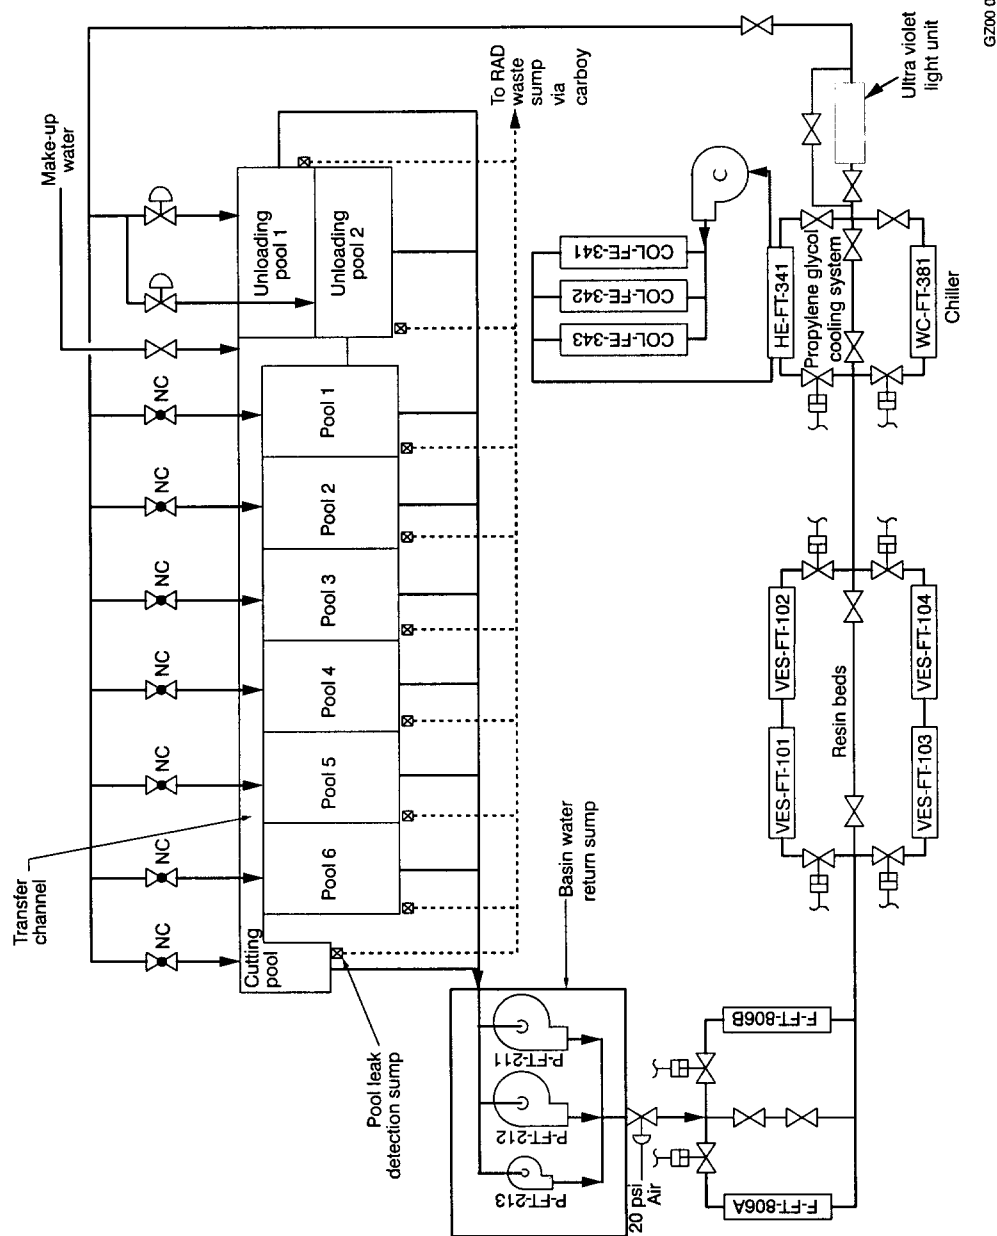 GZ00 0
Make-up
water
To RAD
waste
sump
via
carboy
Ultra violet
light unit
Unloading
pool 1
Unloading
pool 2
C
COL-FE-341
COL-FE-342
COL-FE-343
HE-FT-341
Propylene glycol
cooling system
WC-FT-381
Chiller
NC
NC
NC
NC
NC
NC
NC
Pool 1
Pool 2
Pool 3
Pool 4
Pool 5
Pool 6
Transfer
channel
Cutting
pool
Pool leak
detection sump
Basin water
return sump
VES-FT-102
VES-FT-104
Resin beds
VES-FT-101
VES-FT-103
P-FT-211
P-FT-212
P-FT-213
20 psi
Air
F-FT-806B
F-FT-806A